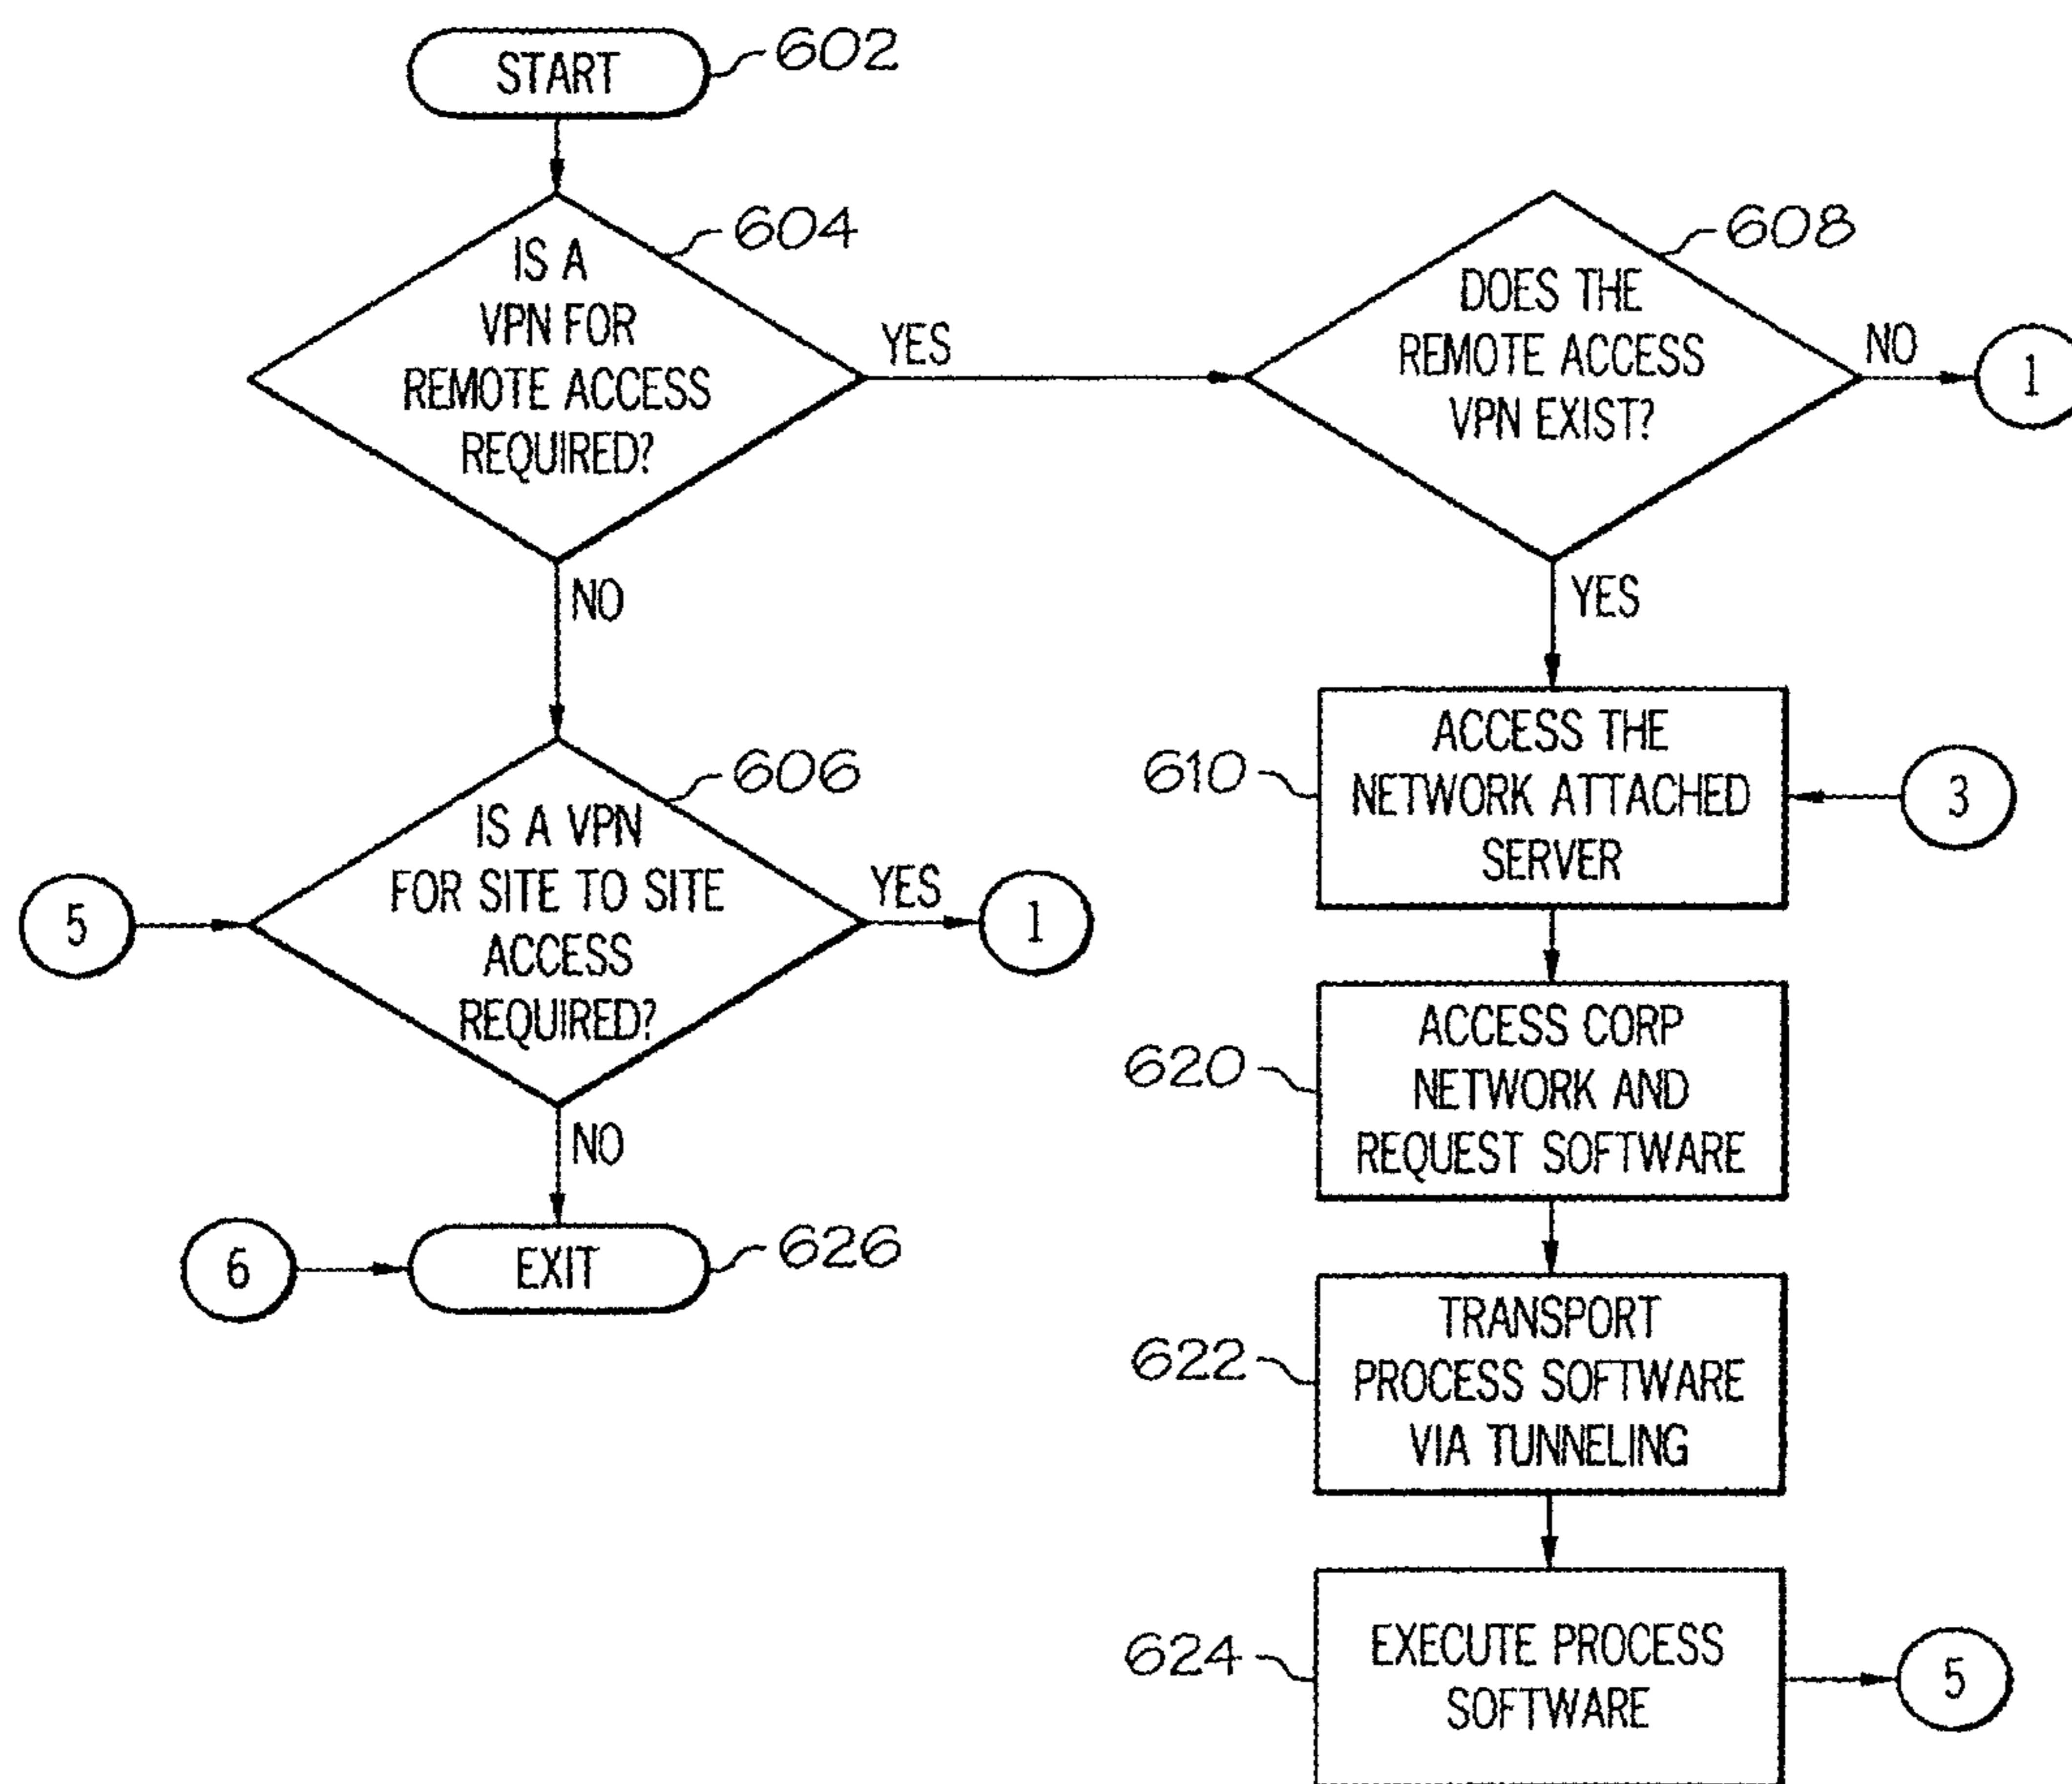 START
602
IS A
VPN FOR
REMOTE ACCESS
REQUIRED?
604
YES
NO
DOES THE
REMOTE ACCESS
VPN EXIST?
608
NO
1
YES
IS A VPN
FOR SITE TO SITE
ACCESS
REQUIRED?
606
5
YES
1
NO
6
EXIT
626
ACCESS THE
NETWORK ATTACHED
SERVER
610
3
ACCESS CORP
NETWORK AND
REQUEST SOFTWARE
620
TRANSPORT
PROCESS SOFTWARE
VIA TUNNELING
622
EXECUTE PROCESS
SOFTWARE
624
5